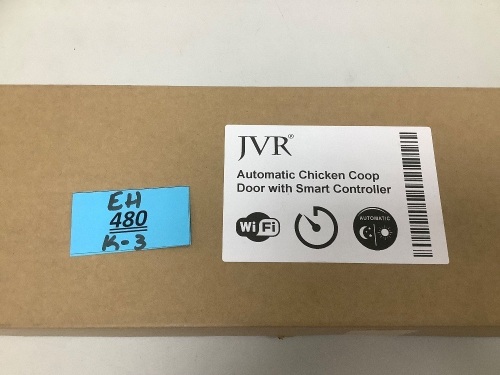 EH
480
K-3
JVR®
Automatic Chicken Coop
Door with Smart Controller
WiFi
AUTOMATIC